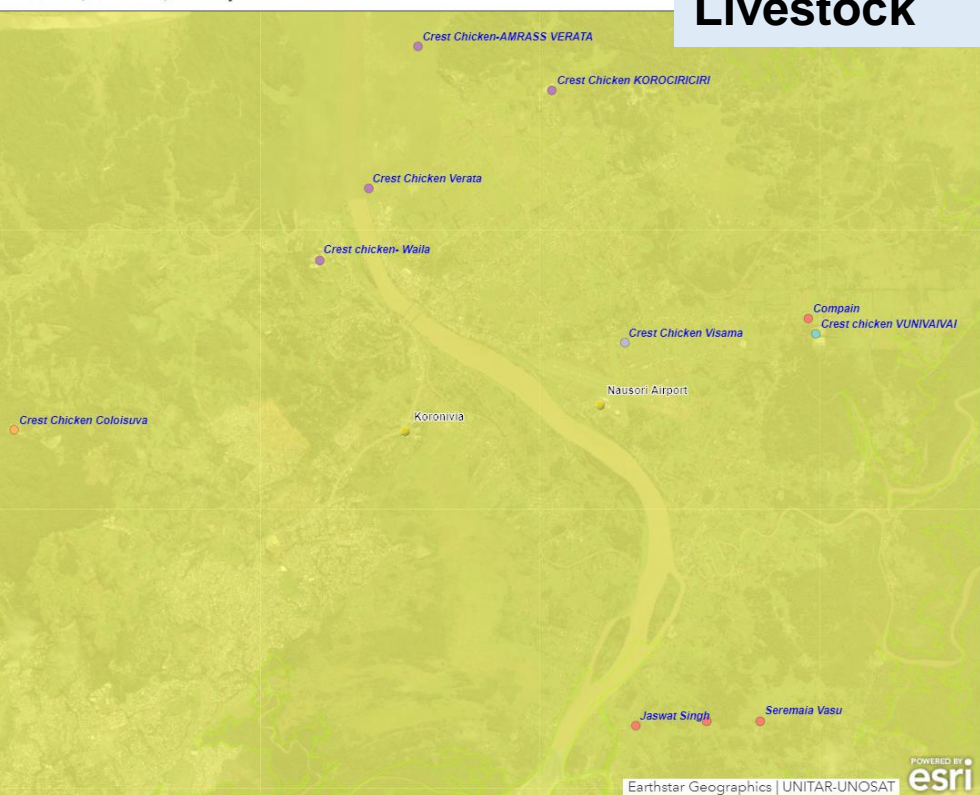 Livestock
Crest Chicken-AMRASS VERATA
Crest Chicken KOROCIRICIRI
Crest Chicken Verata
Crest chicken- Waila
Compain
Crest chicken VUNIVAIVAI
Crest Chicken Visama
Nausori Airport
Koronivia
Crest Chicken Coloisuva
Jaswat Singh
Seremaia Vasu
Earthstar Geographics | UNITAR-UNOSAT
POWERED BY
esri